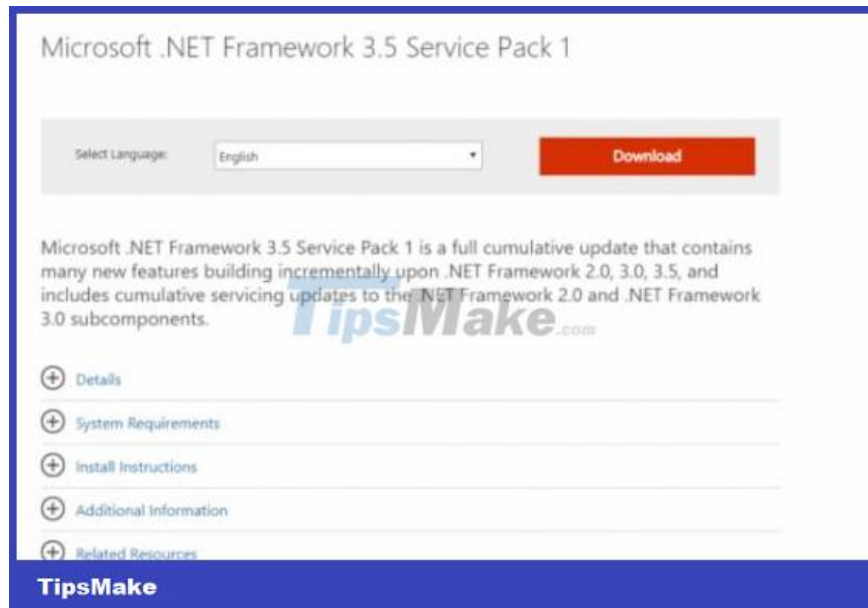 Microsoft .NET Framework 3.5 Service Pack 1
Select Language:
English
Download
Microsoft .NET Framework 3.5 Service Pack 1 is a full cumulative update that contains
many new features building incrementally upon .NET Framework 2.0, 3.0, 3.5, and
includes cumulative servicing updates to the .NET Framework 2.0 and .NET Framework
3.0 subcomponents.
TipsMake.com
Details
System Requirements
Install Instructions
Additional Information
Related Resources
TipsMake